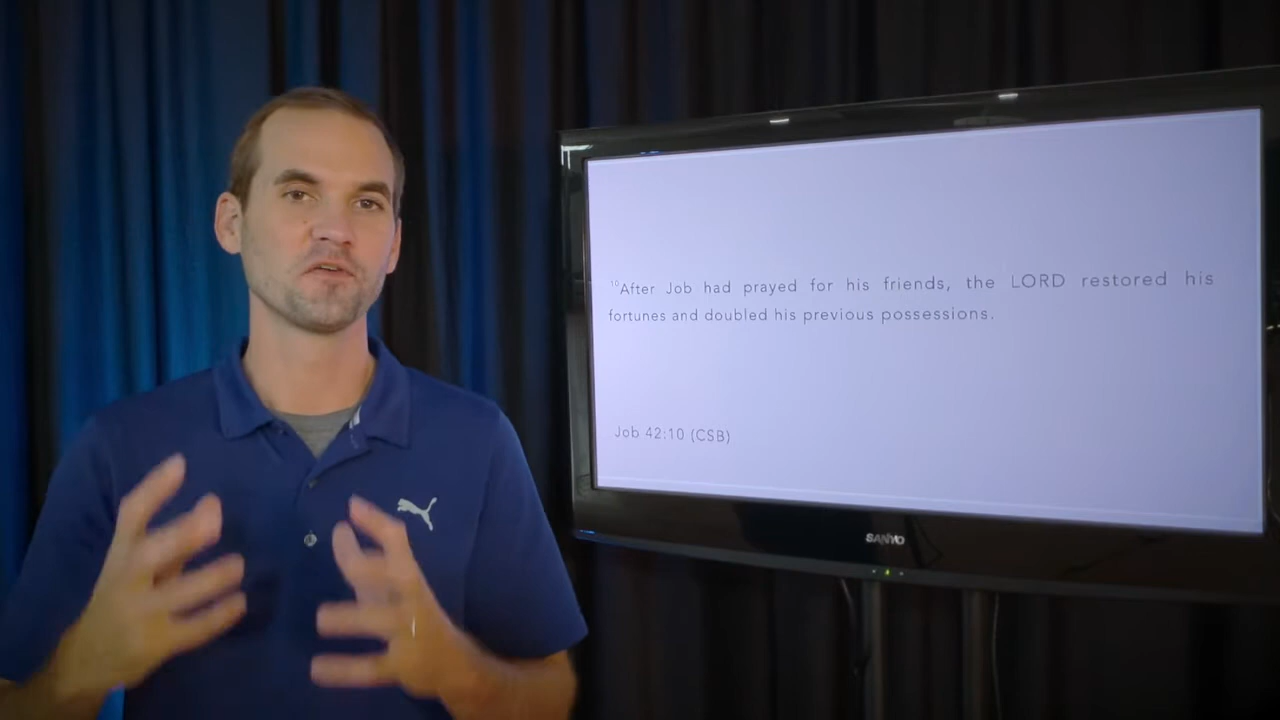 ¹⁰After Job had prayed for his friends, the LORD restored his
fortunes and doubled his previous possessions.
Job 42:10 (CSB)
SANYO